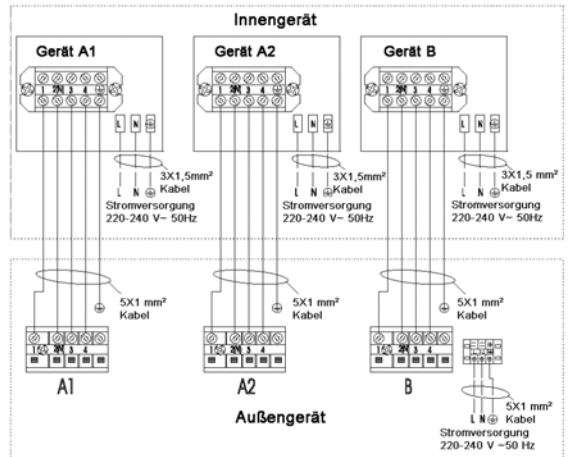 Innengerät
Gerät A1
Gerät A2
Gerät B
1 2N 3 4
1 2N 3 4
1 2N 3 4
L N
L N
L N
3X1,5mm²
Kabel
3X1,5mm²
Kabel
3X1,5 mm²
Kabel
L N
L N
L N
Stromversorgung
220-240 V~ 50Hz
Stromversorgung
220-240 V~ 50Hz
Stromversorgung
220-240 V~ 50Hz
5X1 mm²
Kabel
5X1 mm²
Kabel
5X1 mm²
Kabel
1 2N 3 4
1 2N 3 4
1 2N 3 4
A1
A2
B
Außengerät
5X1 mm²
Kabel
L N
Stromversorgung
220-240 V ~50 Hz